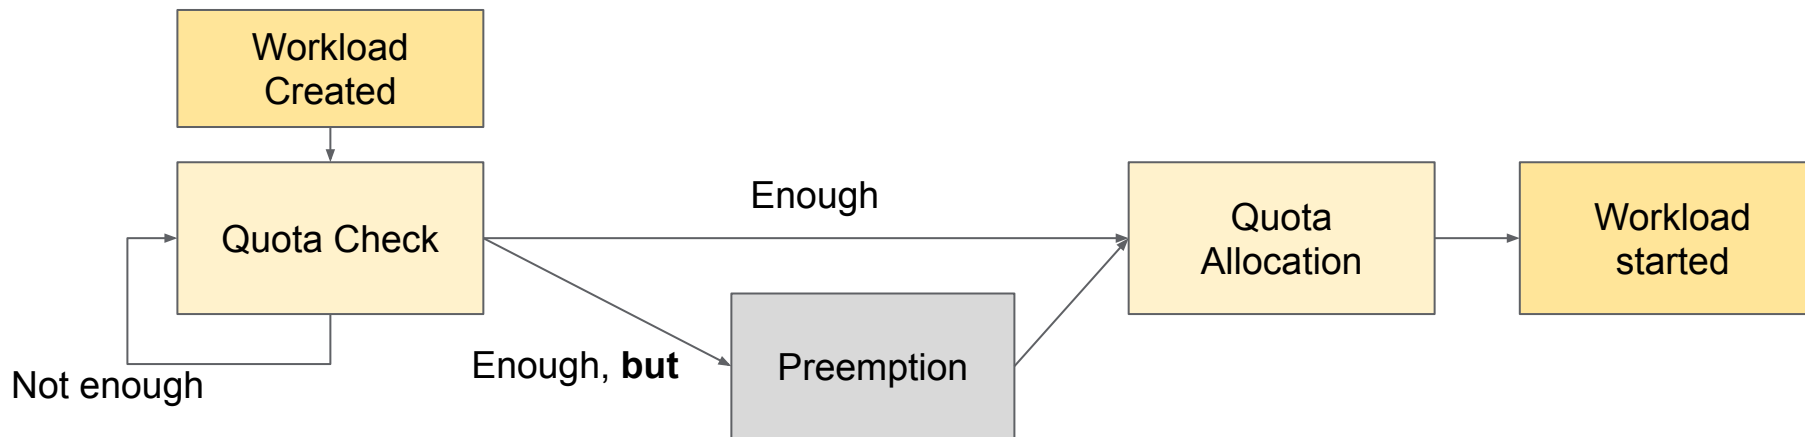 Workload
Created
Quota Check
Enough
Quota
Allocation
Workload
started
Not enough
Enough, but
Preemption